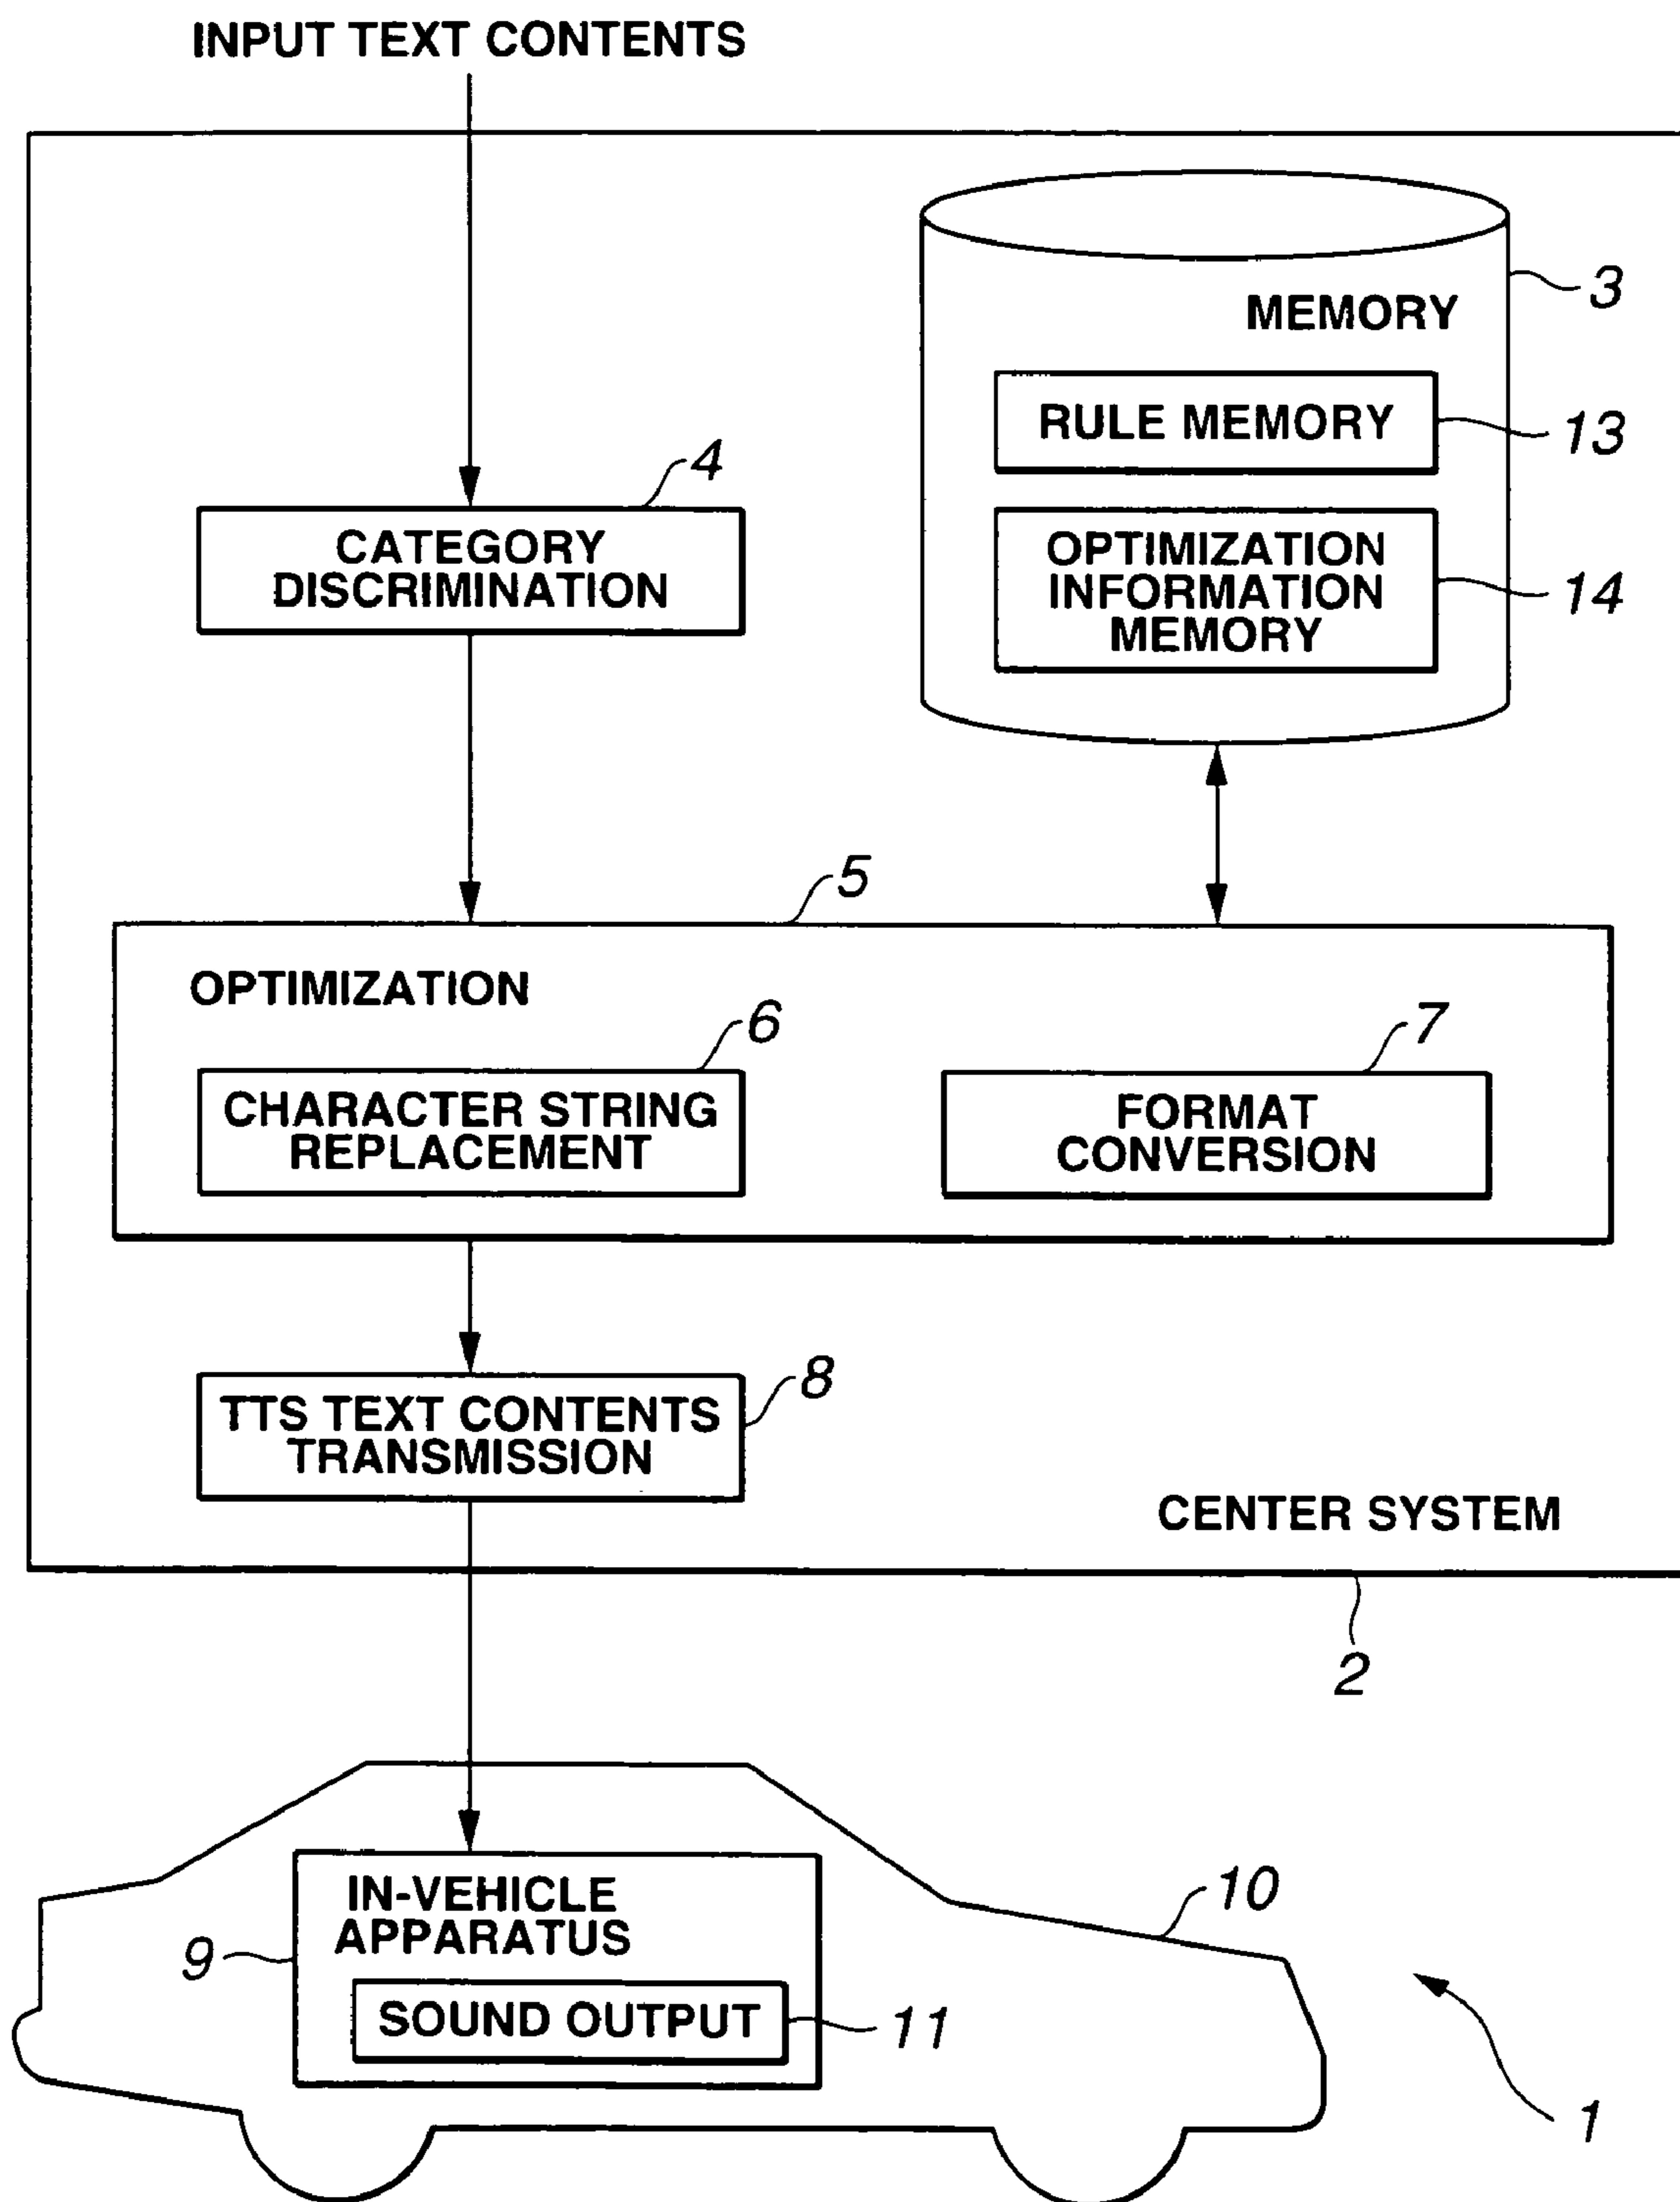 INPUT TEXT CONTENTS
3
MEMORY
RULE MEMORY
13
4
CATEGORY
DISCRIMINATION
OPTIMIZATION
INFORMATION
MEMORY
14
5
OPTIMIZATION
6
7
CHARACTER STRING
REPLACEMENT
FORMAT
CONVERSION
8
TTS TEXT CONTENTS
TRANSMISSION
CENTER SYSTEM
2
10
IN-VEHICLE
APPARATUS
9
SOUND OUTPUT
11
1